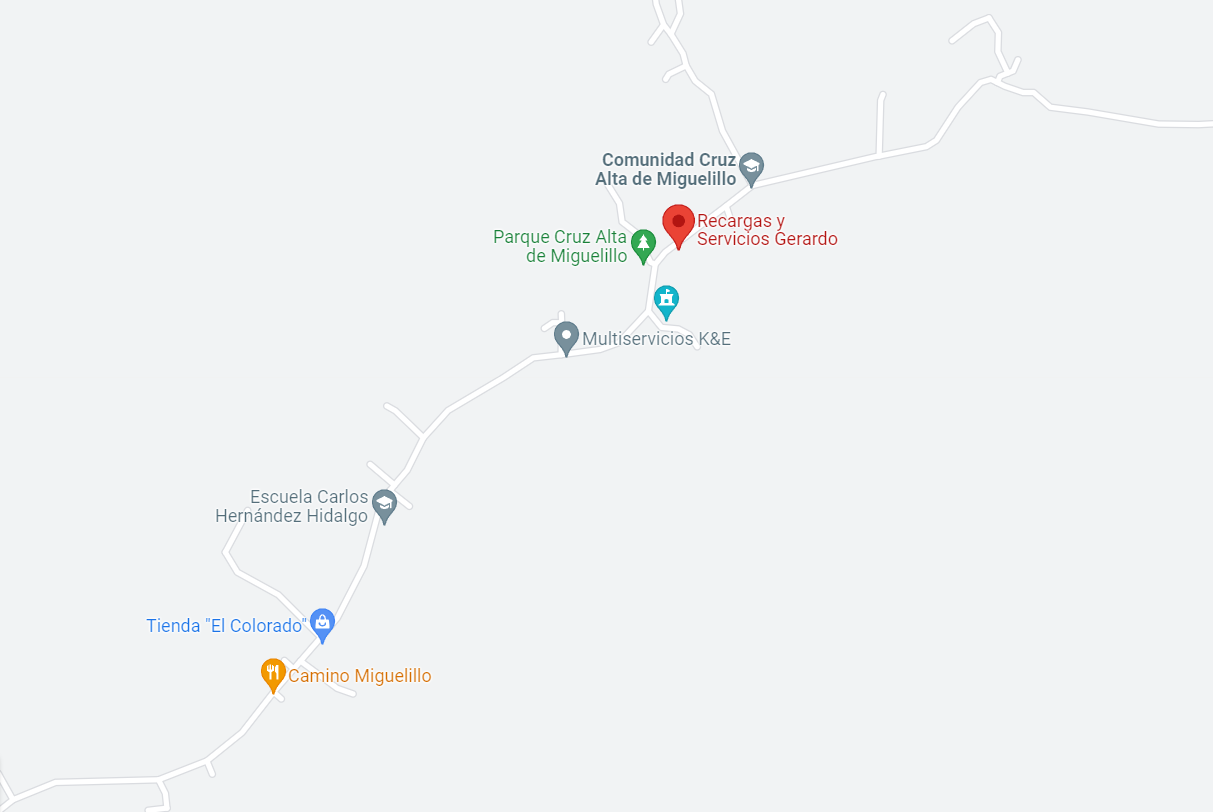 Comunidad Cruz
Alta de Miguelillo
Recargas y
Servicios Gerardo
Parque Cruz Alta
de Miguelillo
Multiservicios K&E
Escuela Carlos
Hernández Hidalgo
Tienda "El Colorado"
Camino Miguelillo